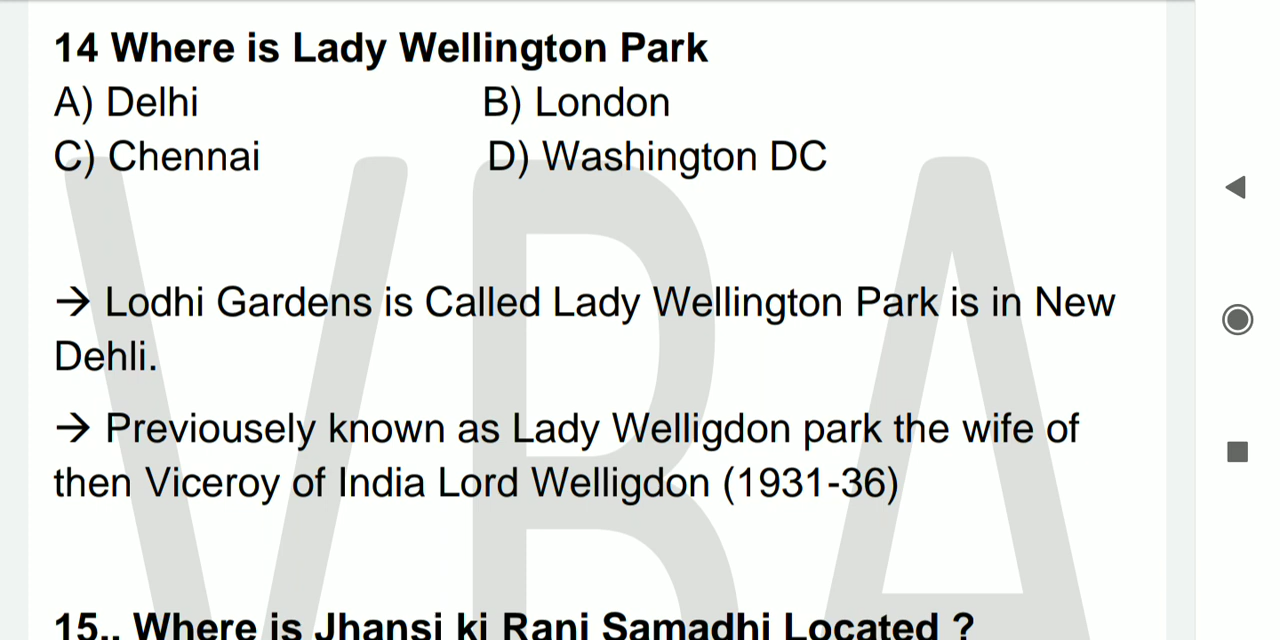 14 Where is Lady Wellington Park
A) Delhi B) London
C) Chennai D) Washington DC
→ Lodhi Gardens is Called Lady Wellington Park is in New
Dehli.
→ Previousely known as Lady Welligdon park the wife of
then Viceroy of India Lord Welligdon (1931-36)
15.. Where is Jhansi ki Rani Samadhi Located ?
VBA